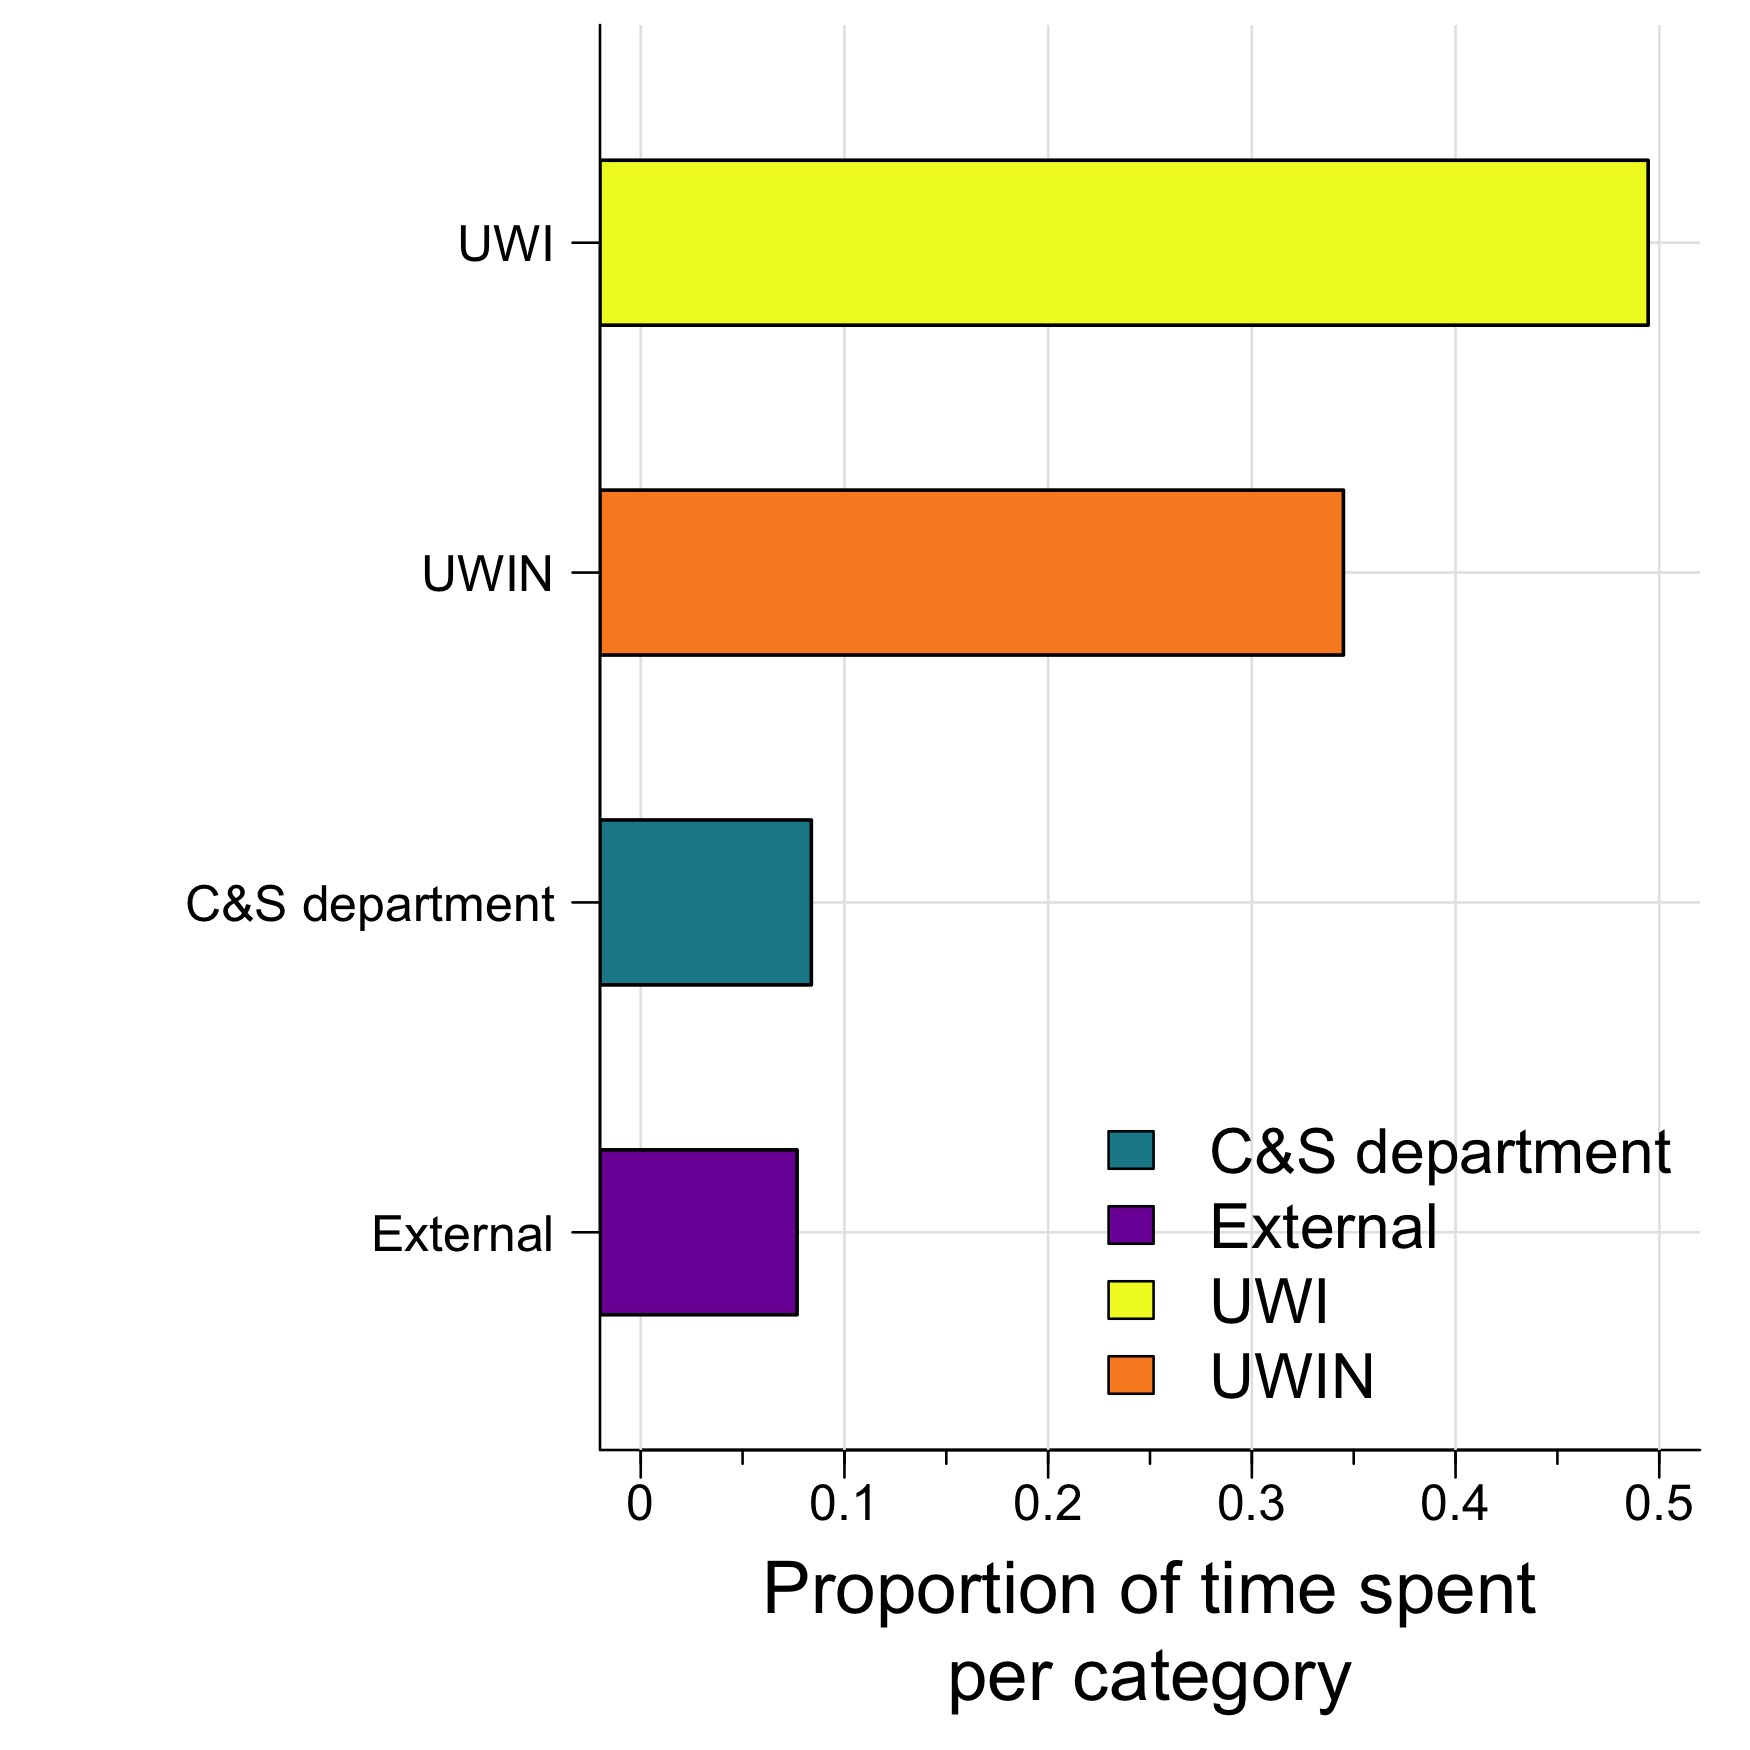 UWI
UWIN
C&S department
External
C&S department
External
UWI
UWIN
0 0.1 0.2 0.3 0.4 0.5
Proportion of time spent
per category